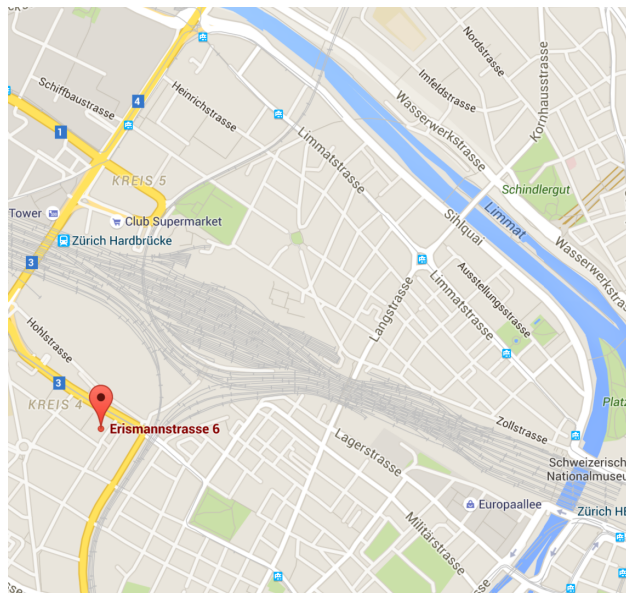 Nordstrasse
Imfeldstrasse
Kornhausstrasse
Wasserwerkstrasse
Schiffbaustrasse
Heinrichstrasse
4
1
Limmatstrasse
KREIS 5
Schindlergut
Tower
Club Supermarket
Limmat
Sihlquai
Zürich Hardbrücke
3
Wasserwerkstra
Ausstellungsstrasse
Limmatstrasse
Langstrasse
Hohlstrasse
3
KREIS 4
Platz
Erismannstrasse 6
Zollstrasse
Lagerstrasse
Schweizerisch
Nationalmuseu
Europaallee
Zürich HB
Militärstrasse